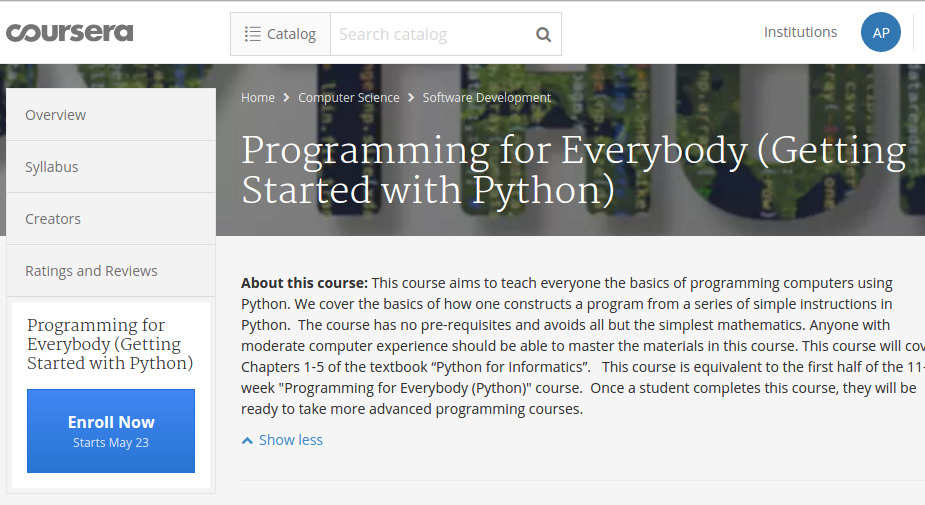 coursera
Catalog
Search catalog
Institutions
AP
Overview
Syllabus
Creators
Ratings and Reviews
Programming for
Everybody (Getting
Started with Python)
Enroll Now
Starts May 23
Home > Computer Science > Software Development
Programming for Everybody (Getting
Started with Python)
About this course: This course aims to teach everyone the basics of programming computers using
Python. We cover the basics of how one constructs a program from a series of simple instructions in
Python.  The course has no pre-requisites and avoids all but the simplest mathematics. Anyone with
moderate computer experience should be able to master the materials in this course. This course will cov
Chapters 1-5 of the textbook “Python for Informatics”.   This course is equivalent to the first half of the 11-
week "Programming for Everybody (Python)" course.  Once a student completes this course, they will be
ready to take more advanced programming courses.
Show less